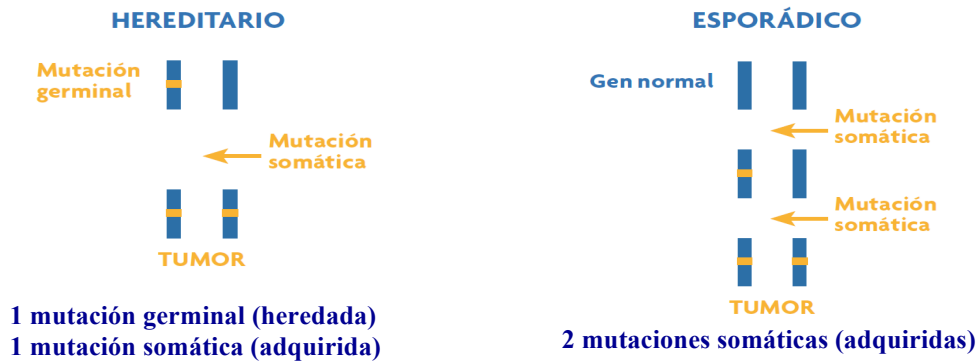 HEREDITARIO
Mutación
germinal
Mutación
somática
TUMOR
1 mutación germinal (heredada)
1 mutación somática (adquirida)
ESPORÁDICO
Gen normal
Mutación
somática
Mutación
somática
TUMOR
2 mutaciones somáticas (adquiridas)